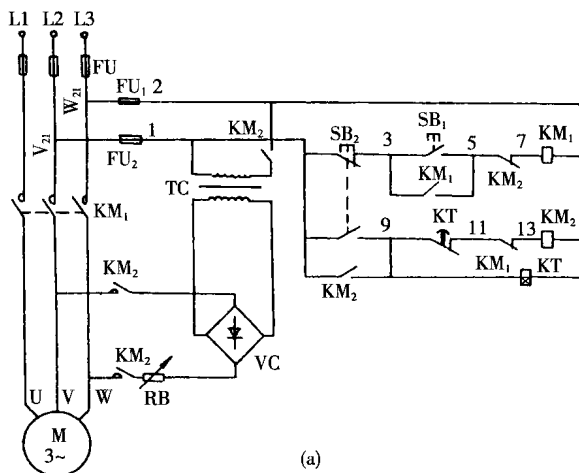 L1 L2 L3
FU
FU₁ 2
W₂₁
V₂₁
1
FU₂
KM₂
SB₂
3
SB₁
5
7
KM₁
KM₁
KM₂
TC
KM₁
9
KT
11
13
KM₂
KM₁
KM₂
KT
KM₂
VC
KM₂
RB
U V W
M
3~
(a)